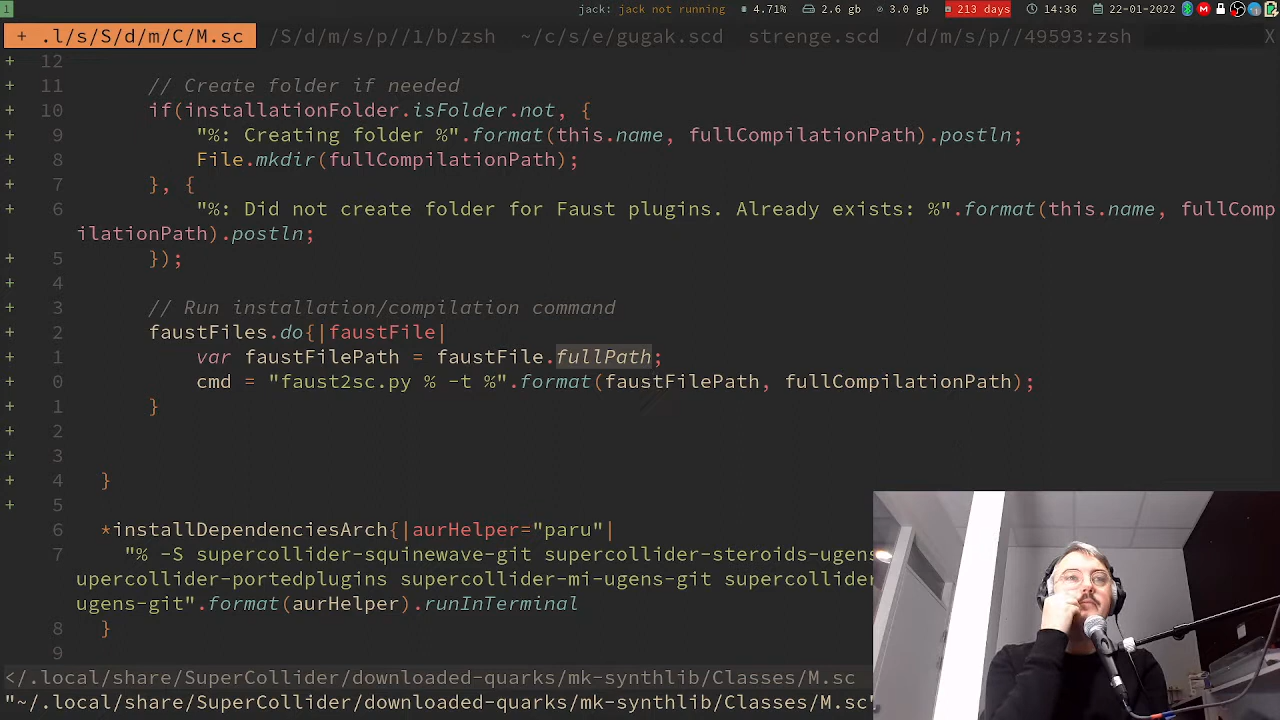 1 jack: jack not running 4.71% 2.6 gb 3.0 gb 213 days 14:36 22-01-2022
+ .l/s/S/d/m/C/M.sc /S/d/m/s/p//1/b/zsh ~/c/s/e/gugak.scd strenge.scd /d/m/s/p//49593:zsh X
+ 12
+ 11 // Create folder if needed
+ 10 if(installationFolder.isFolder.not, {
+ 9 "%: Creating folder %".format(this.name, fullCompilationPath).postln;
+ 8 File.mkdir(fullCompilationPath);
+ 7 }, {
+ 6 "%: Did not create folder for Faust plugins. Already exists: %".format(this.name, fullComp
ilationPath).postln;
+ 5 });
+ 4
+ 3 // Run installation/compilation command
+ 2 faustFiles.do{|faustFile|
+ 1 var faustFilePath = faustFile.fullPath;
+ 0 cmd = "faust2sc.py % -t %".format(faustFilePath, fullCompilationPath);
+ 1 }
+ 2
+ 3
+ 4 }
+ 5
6 *installDependenciesArch{|aurHelper="paru"|
7 "% -S supercollider-squinewave-git supercollider-steroids-ugens
upercollider-portedplugins supercollider-mi-ugens-git supercollider
ugens-git".format(aurHelper).runInTerminal
8 }
9
</.local/share/SuperCollider/downloaded-quarks/mk-synthlib/Classes/M.sc
"~/.local/share/SuperCollider/downloaded-quarks/mk-synthlib/Classes/M.sc"